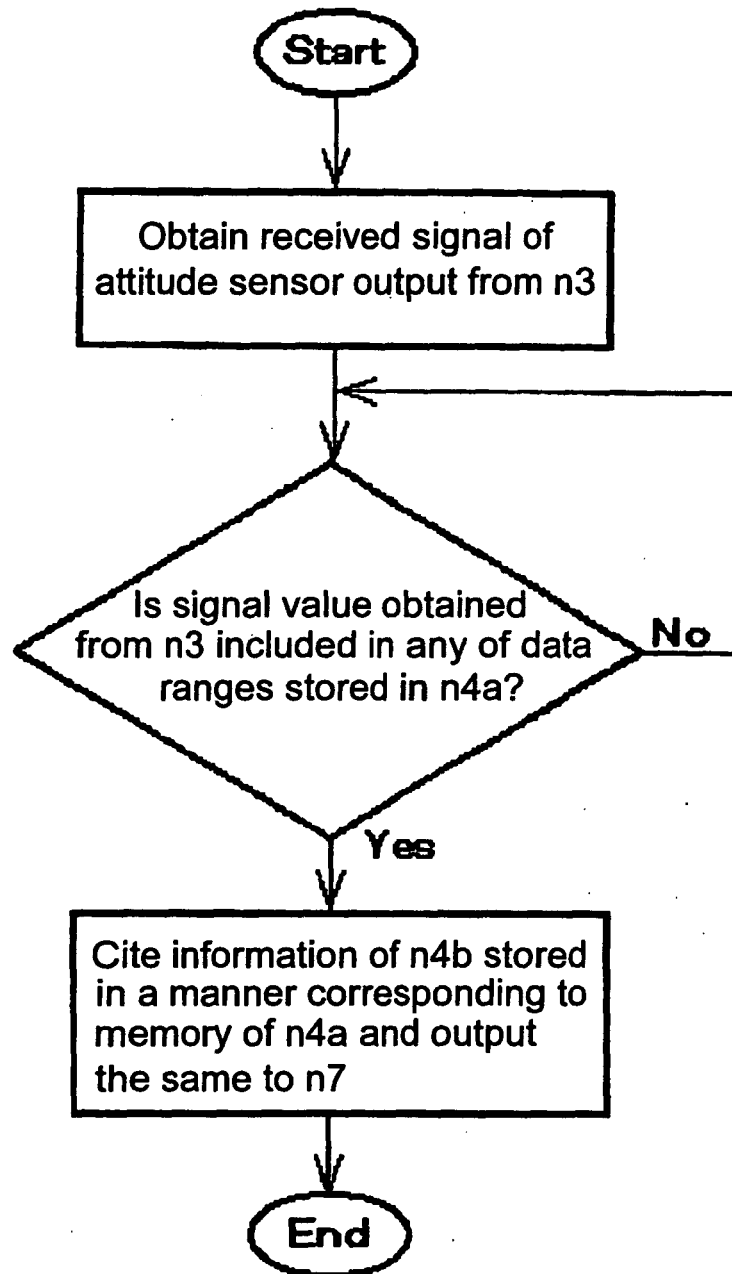 Start
Obtain received signal of
attitude sensor output from n3
Is signal value obtained
from n3 included in any of data
ranges stored in n4a?
No
Yes
Cite information of n4b stored
in a manner corresponding to
memory of n4a and output
the same to n7
End